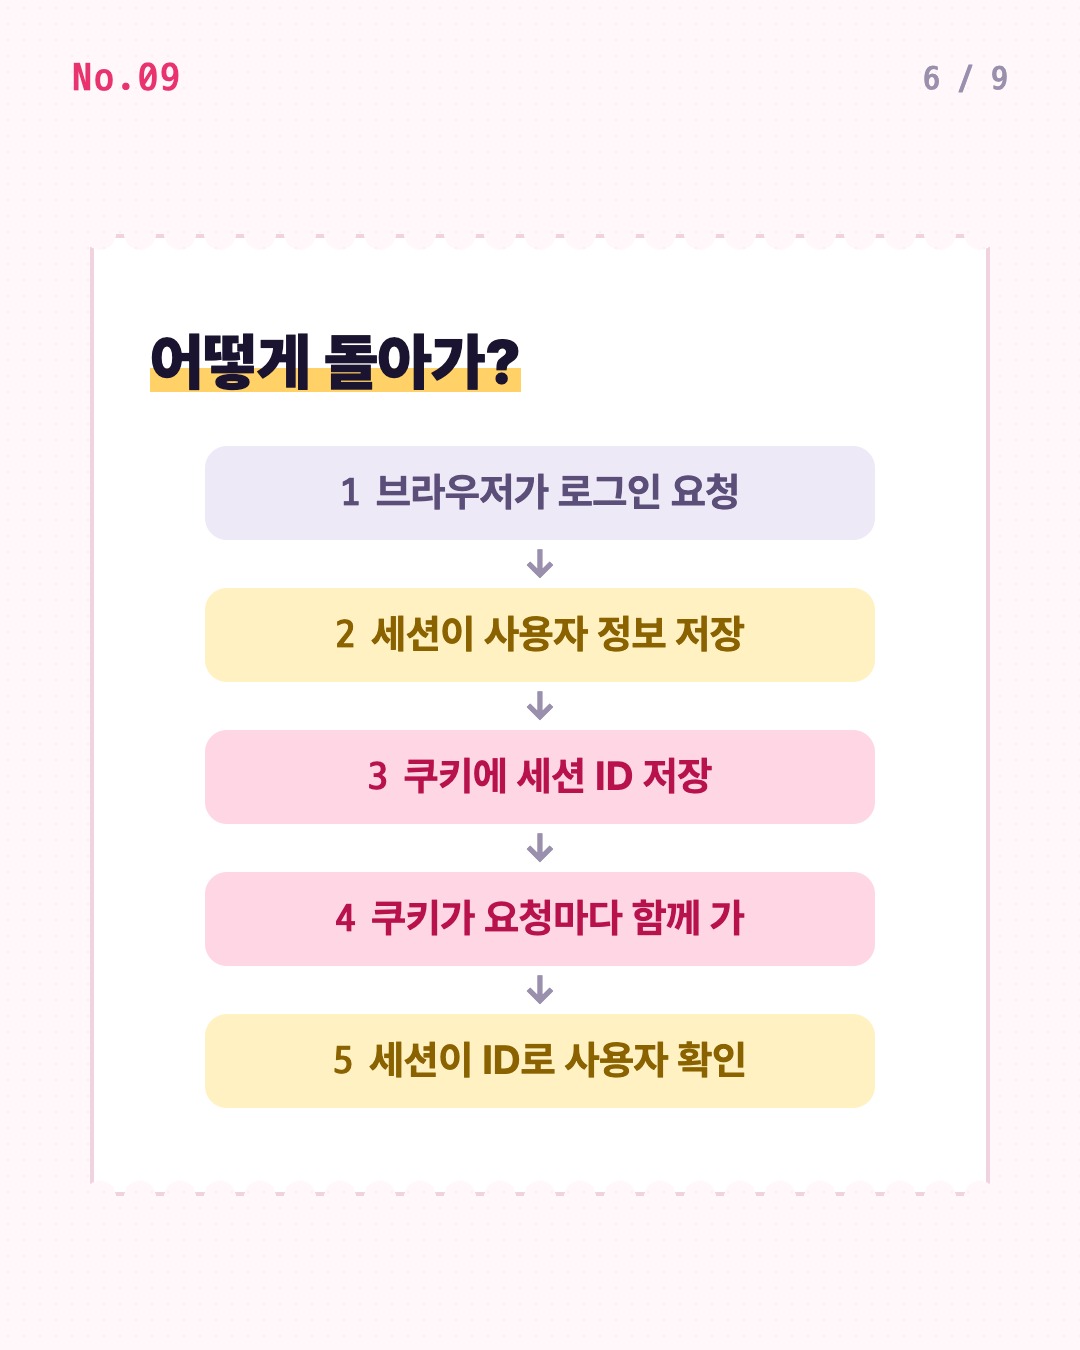 No.09
6 / 9
어떻게 돌아가?
1 브라우저가 로그인 요청
↓
2 세션이 사용자 정보 저장
↓
3 쿠키에 세션 ID 저장
↓
4 쿠키가 요청마다 함께 가
↓
5 세션이 ID로 사용자 확인